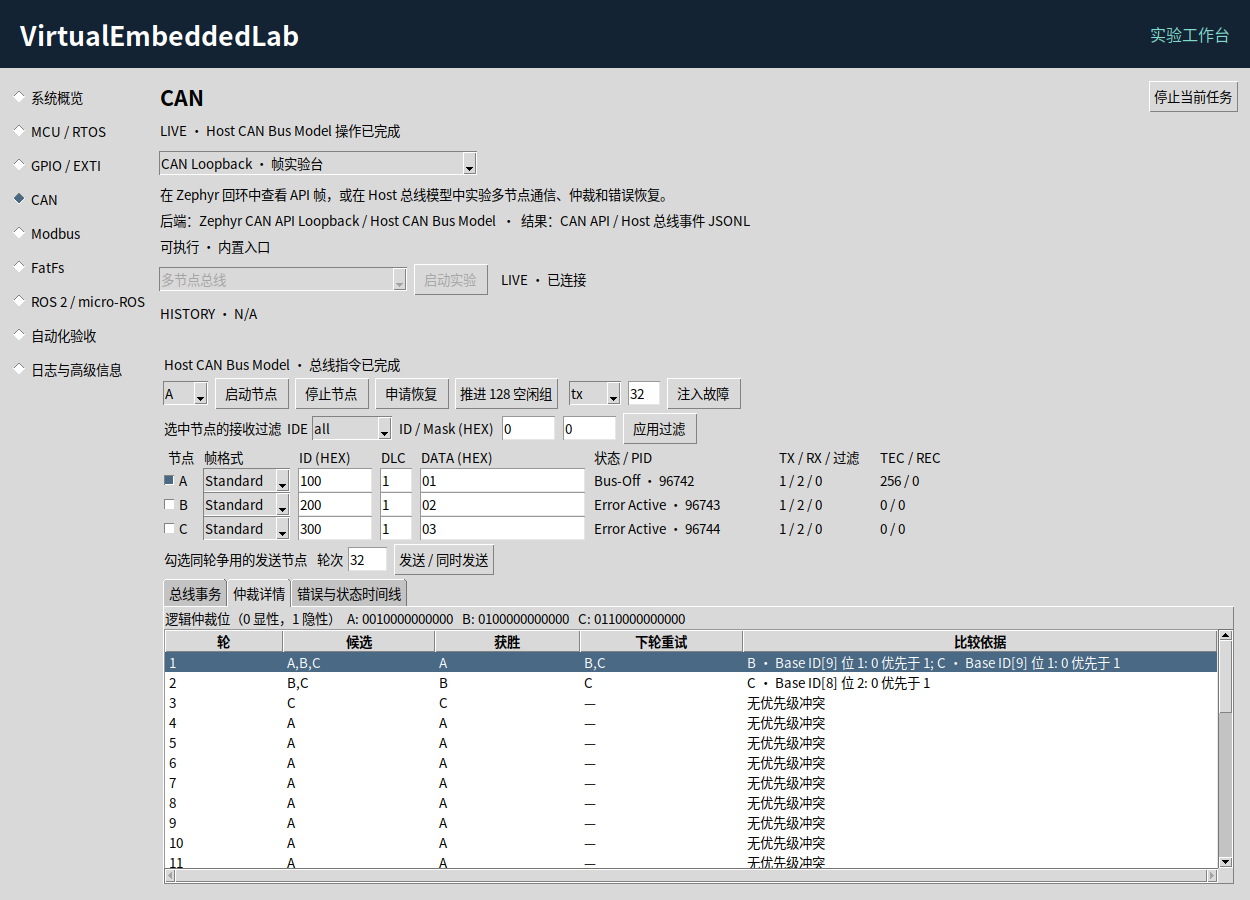 VirtualEmbeddedLab
实验工作台
系统概览
MCU / RTOS
GPIO / EXTI
CAN
Modbus
FatFs
ROS 2 / micro-ROS
自动化验收
日志与高级信息
CAN
停止当前任务
LIVE · Host CAN Bus Model 操作已完成
CAN Loopback · 帧实验台
在 Zephyr 回环中查看 API 帧，或在 Host 总线模型中实验多节点通信、仲裁和错误恢复。
后端：Zephyr CAN API Loopback / Host CAN Bus Model · 结果：CAN API / Host 总线事件 JSONL
可执行 · 内置入口
多节点总线 启动实验 LIVE · 已连接
HISTORY · N/A
Host CAN Bus Model · 总线指令已完成
A 启动节点 停止节点 申请恢复 推进 128 空闲组 tx 32 注入故障
选中节点的接收过滤 IDE all ID / Mask (HEX) 0 0 应用过滤
节点 帧格式 ID (HEX) DLC DATA (HEX) 状态 / PID TX / RX / 过滤 TEC / REC
A Standard 100 1 01 Bus-Off · 96742 1 / 2 / 0 256 / 0
B Standard 200 1 02 Error Active · 96743 1 / 2 / 0 0 / 0
C Standard 300 1 03 Error Active · 96744 1 / 2 / 0 0 / 0
勾选同轮争用的发送节点 轮次 32 发送 / 同时发送
总线事务 仲裁详情 错误与状态时间线
逻辑仲裁位（0 显性，1 隐性） A: 0010000000000 B: 0100000000000 C: 0110000000000
轮 候选 获胜 下轮重试 比较依据
1 A,B,C A B,C B · Base ID[9] 位 1: 0 优先于 1; C · Base ID[9] 位 1: 0 优先于 1
2 B,C B C C · Base ID[8] 位 2: 0 优先于 1
3 C C — 无优先级冲突
4 A A — 无优先级冲突
5 A A — 无优先级冲突
6 A A — 无优先级冲突
7 A A — 无优先级冲突
8 A A — 无优先级冲突
9 A A — 无优先级冲突
10 A A — 无优先级冲突
11 A A — 无优先级冲突